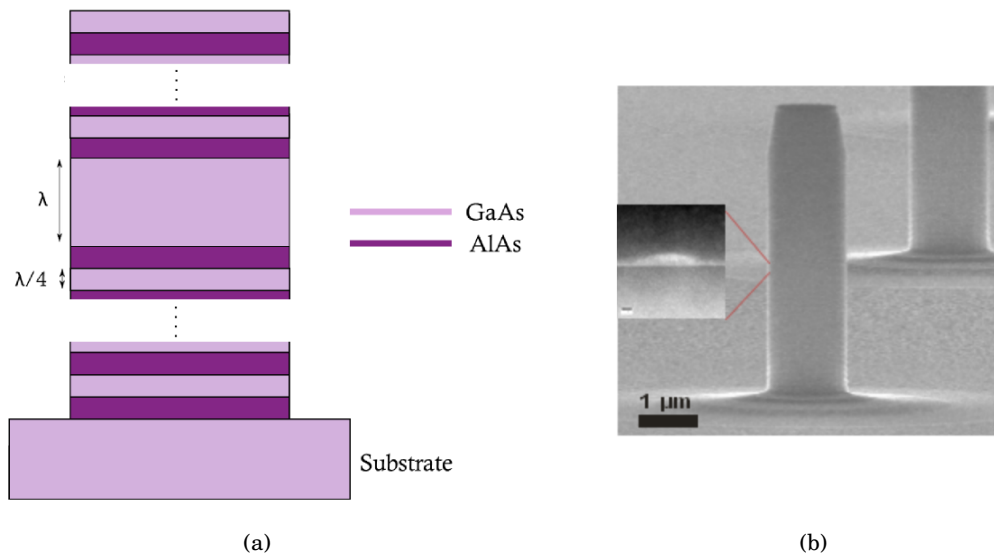 λ
λ/4
GaAs
AlAs
Substrate
1 μm
(a)
(b)